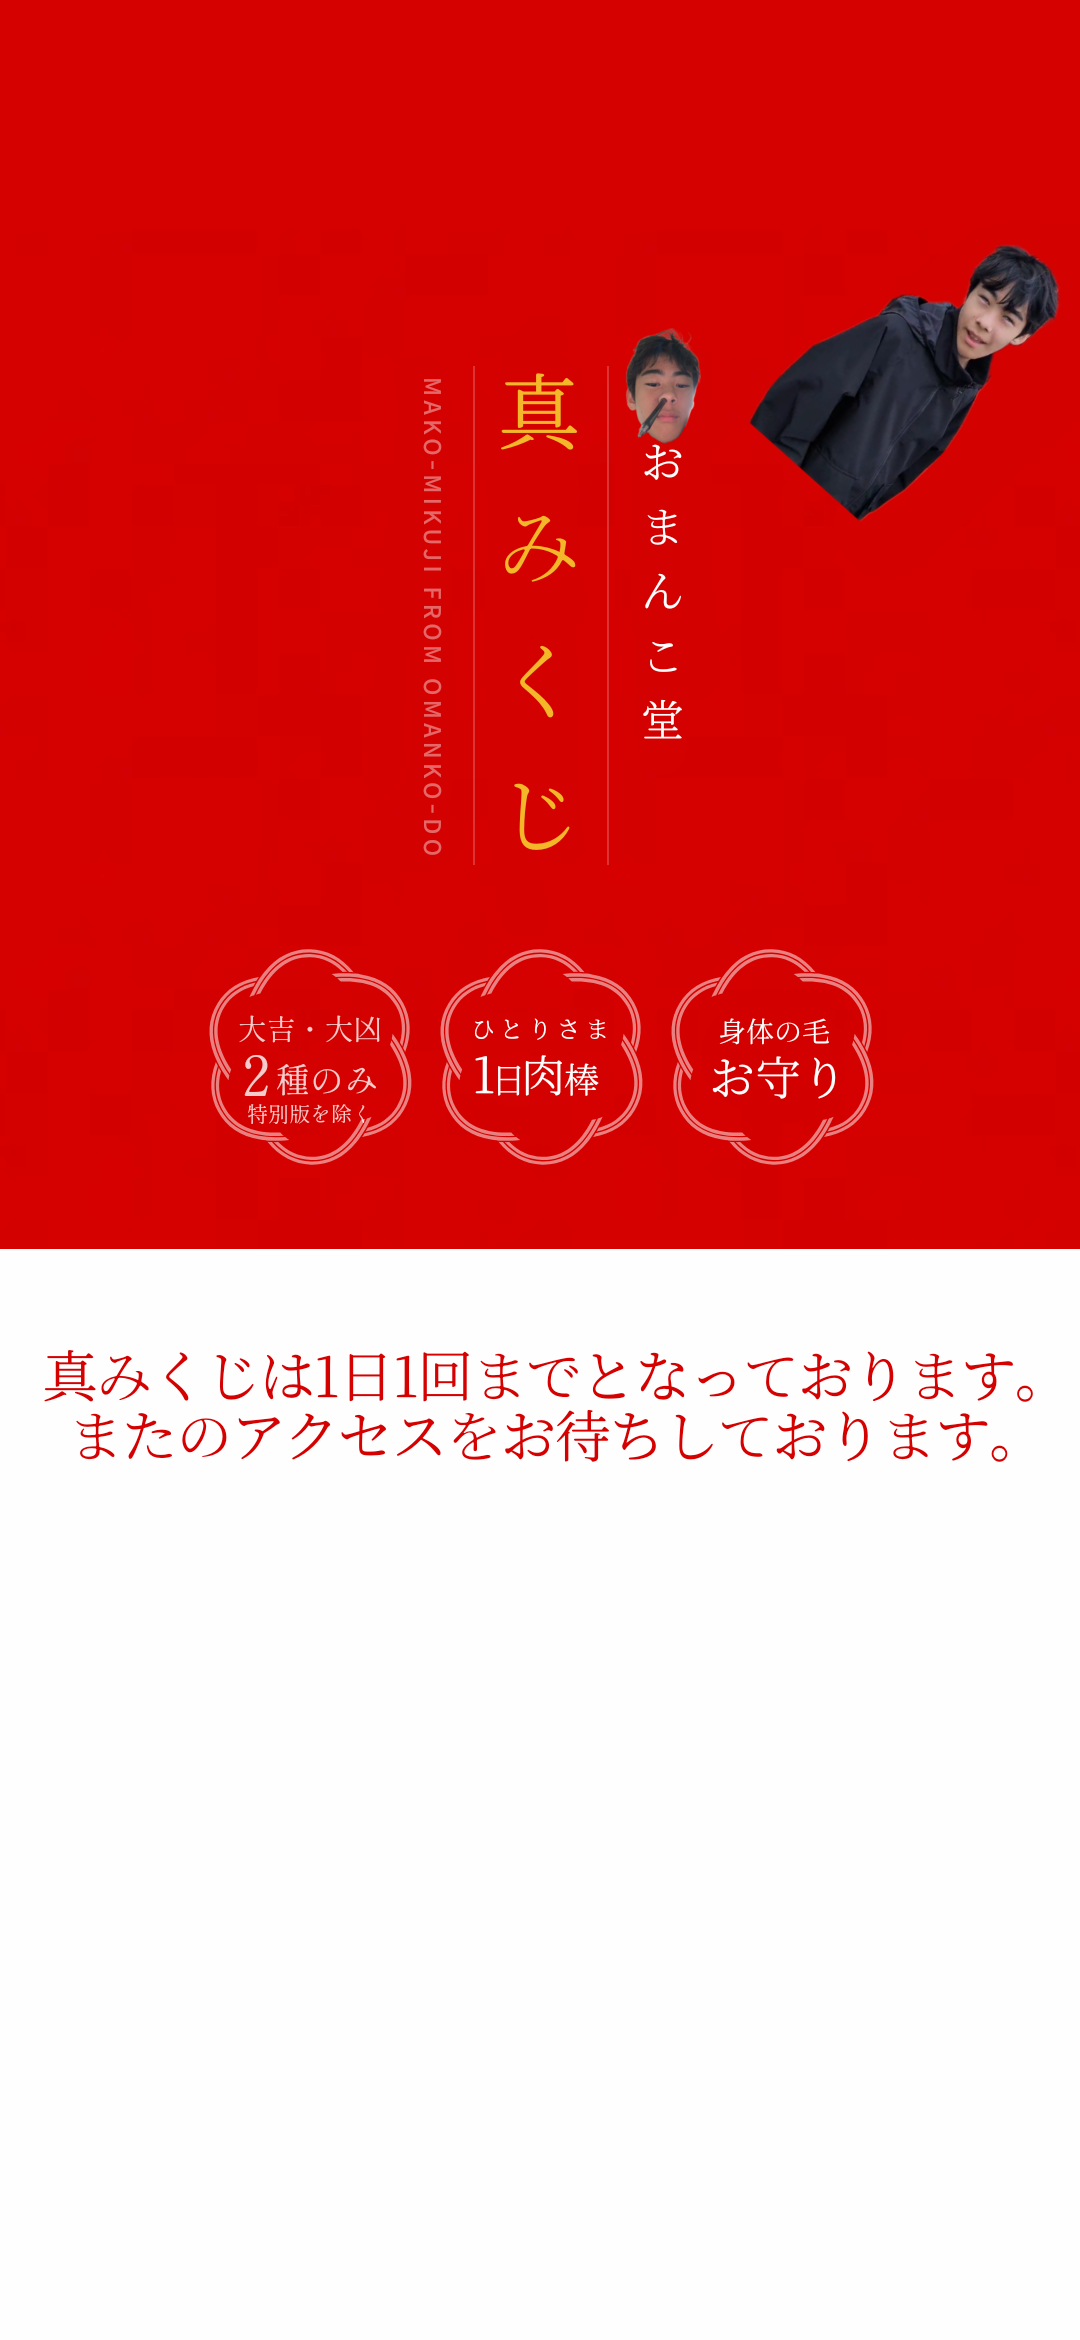 おまんこ堂
真みくじ
MAKO-MIKUJI FROM OMANKO-DO
大吉・大凶
2種のみ
特別版を除く
ひとりさま
1日肉棒
身体の毛
お守り
真みくじは1日1回までとなっております。
またのアクセスをお待ちしております。